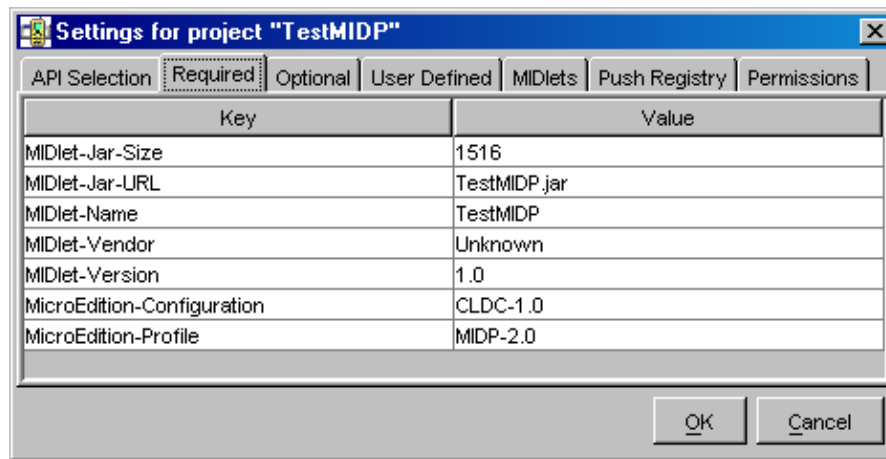 Settings for project "TestMIDP"
API Selection Required Optional User Defined MIDlets Push Registry Permissions
Key Value
MIDlet-Jar-Size 1516
MIDlet-Jar-URL TestMIDP.jar
MIDlet-Name TestMIDP
MIDlet-Vendor Unknown
MIDlet-Version 1.0
MicroEdition-Configuration CLDC-1.0
MicroEdition-Profile MIDP-2.0
OK Cancel